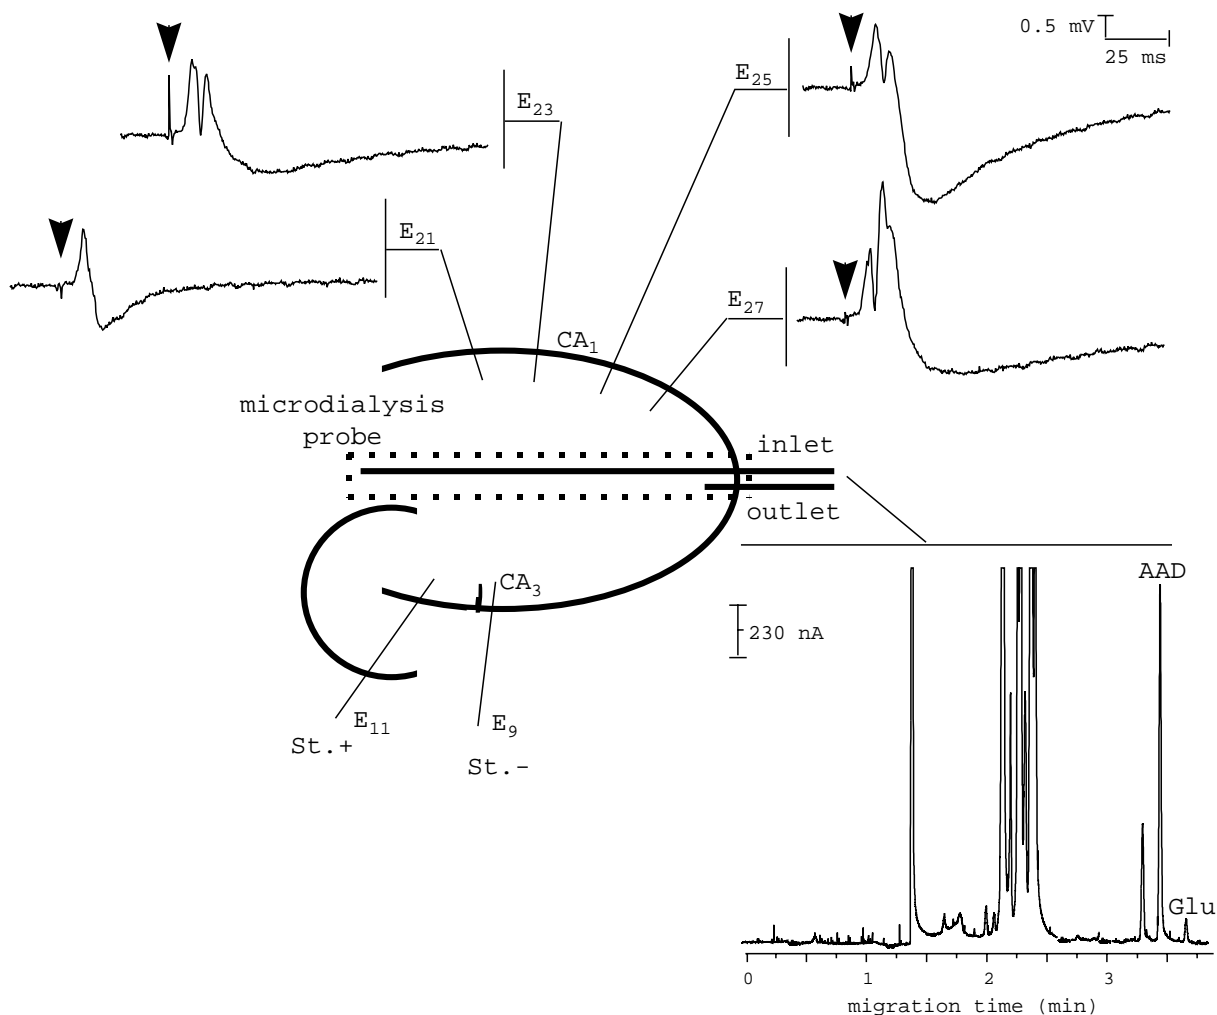 0.5 mV
25 ms
E25
E23
E21
E27
CA1
microdialysis
probe
inlet
outlet
CA3
AAD
230 nA
E11
E9
St.+
St.-
Glu
0 1 2 3
migration time (min)